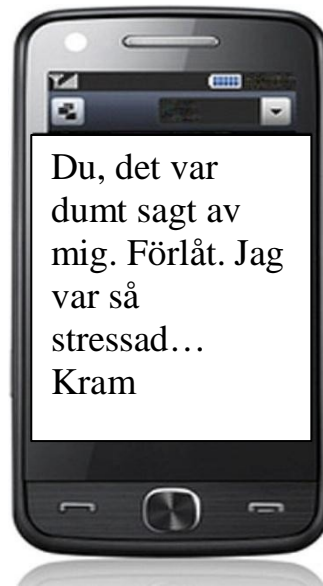 Du, det var
dumt sagt av
mig. Förlåt. Jag
var så
stressad…
Kram